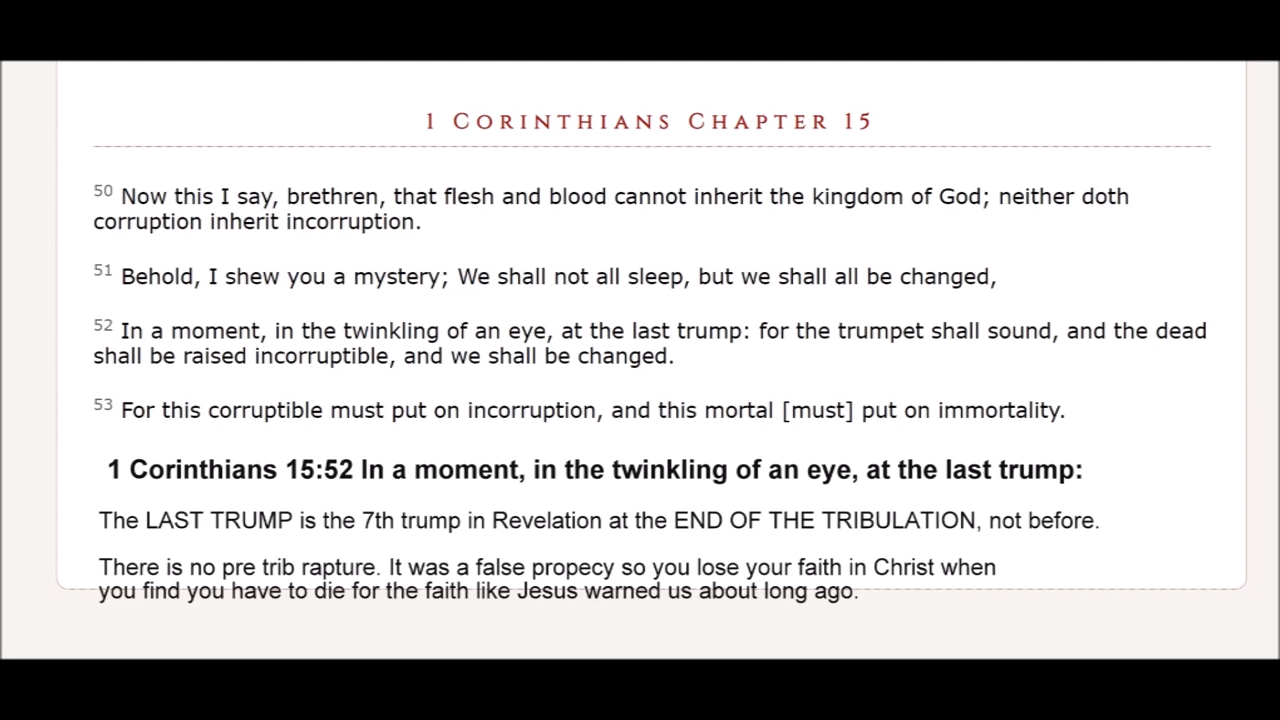 1 Corinthians Chapter 15
50 Now this I say, brethren, that flesh and blood cannot inherit the kingdom of God; neither doth
corruption inherit incorruption.
51 Behold, I shew you a mystery; We shall not all sleep, but we shall all be changed,
52 In a moment, in the twinkling of an eye, at the last trump: for the trumpet shall sound, and the dead
shall be raised incorruptible, and we shall be changed.
53 For this corruptible must put on incorruption, and this mortal [must] put on immortality.
1 Corinthians 15:52 In a moment, in the twinkling of an eye, at the last trump:
The LAST TRUMP is the 7th trump in Revelation at the END OF THE TRIBULATION, not before.
There is no pre trib rapture. It was a false propecy so you lose your faith in Christ when
you find you have to die for the faith like Jesus warned us about long ago.